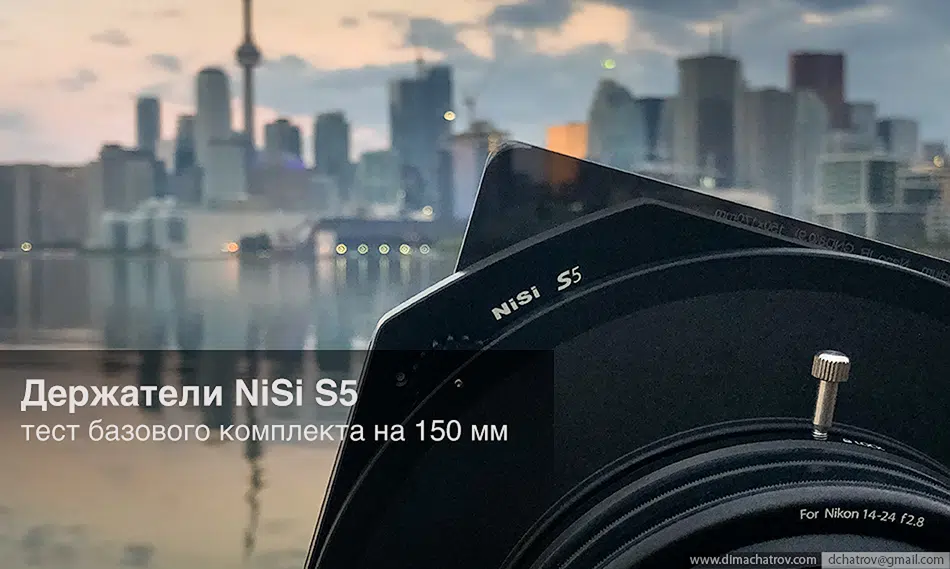 NiSi S5
Держатели NiSi S5
тест базового комплекта на 150 мм
LOCK
For Nikon 14-24 f2.8
www.dimachatrov.com dchatrov@gmail.com